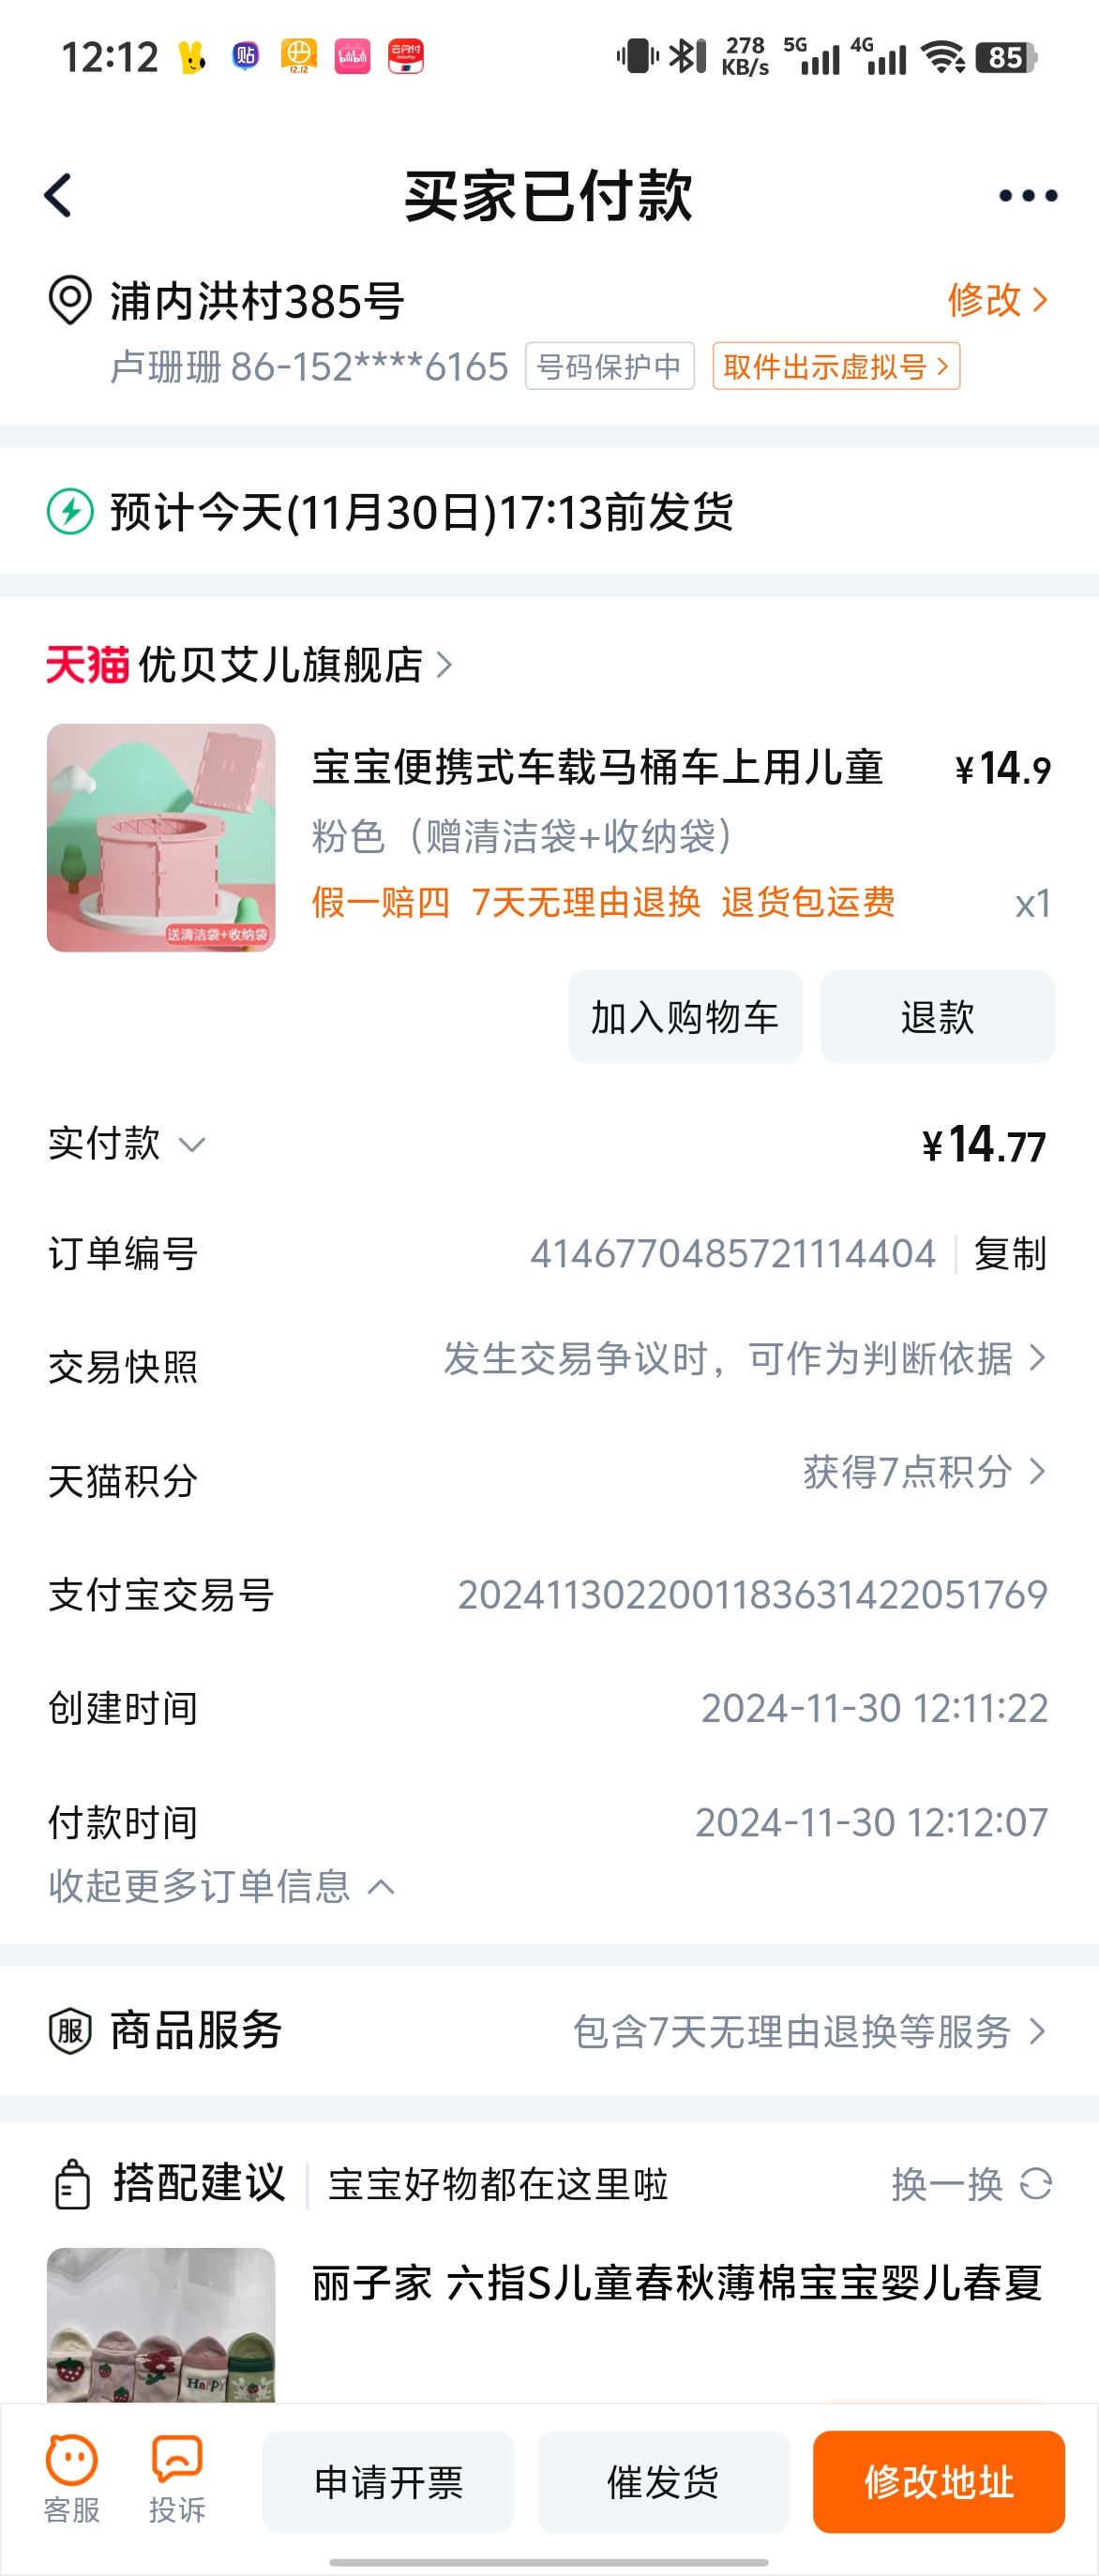 12:12
贴
12.12
bilibili
云闪付
278
KB/s
5G
4G
85
买家已付款
浦内洪村385号
修改
卢珊珊 86-152****6165
号码保护中
取件出示虚拟号
预计今天(11月30日)17:13前发货
天猫 优贝艾儿旗舰店
宝宝便携式车载马桶车上用儿童
¥14.9
粉色（赠清洁袋+收纳袋）
假一赔四 7天无理由退换 退货包运费
x1
送清洁袋+收纳袋
加入购物车
退款
实付款
¥14.77
订单编号
4146770485721114404
复制
交易快照
发生交易争议时，可作为判断依据
天猫积分
获得7点积分
支付宝交易号
2024113022001183631422051769
创建时间
2024-11-30 12:11:22
付款时间
2024-11-30 12:12:07
收起更多订单信息
服 商品服务
包含7天无理由退换等服务
搭配建议
宝宝好物都在这里啦
换一换
丽子家 六指S儿童春秋薄棉宝宝婴儿春夏
Happy
客服
投诉
申请开票
催发货
修改地址